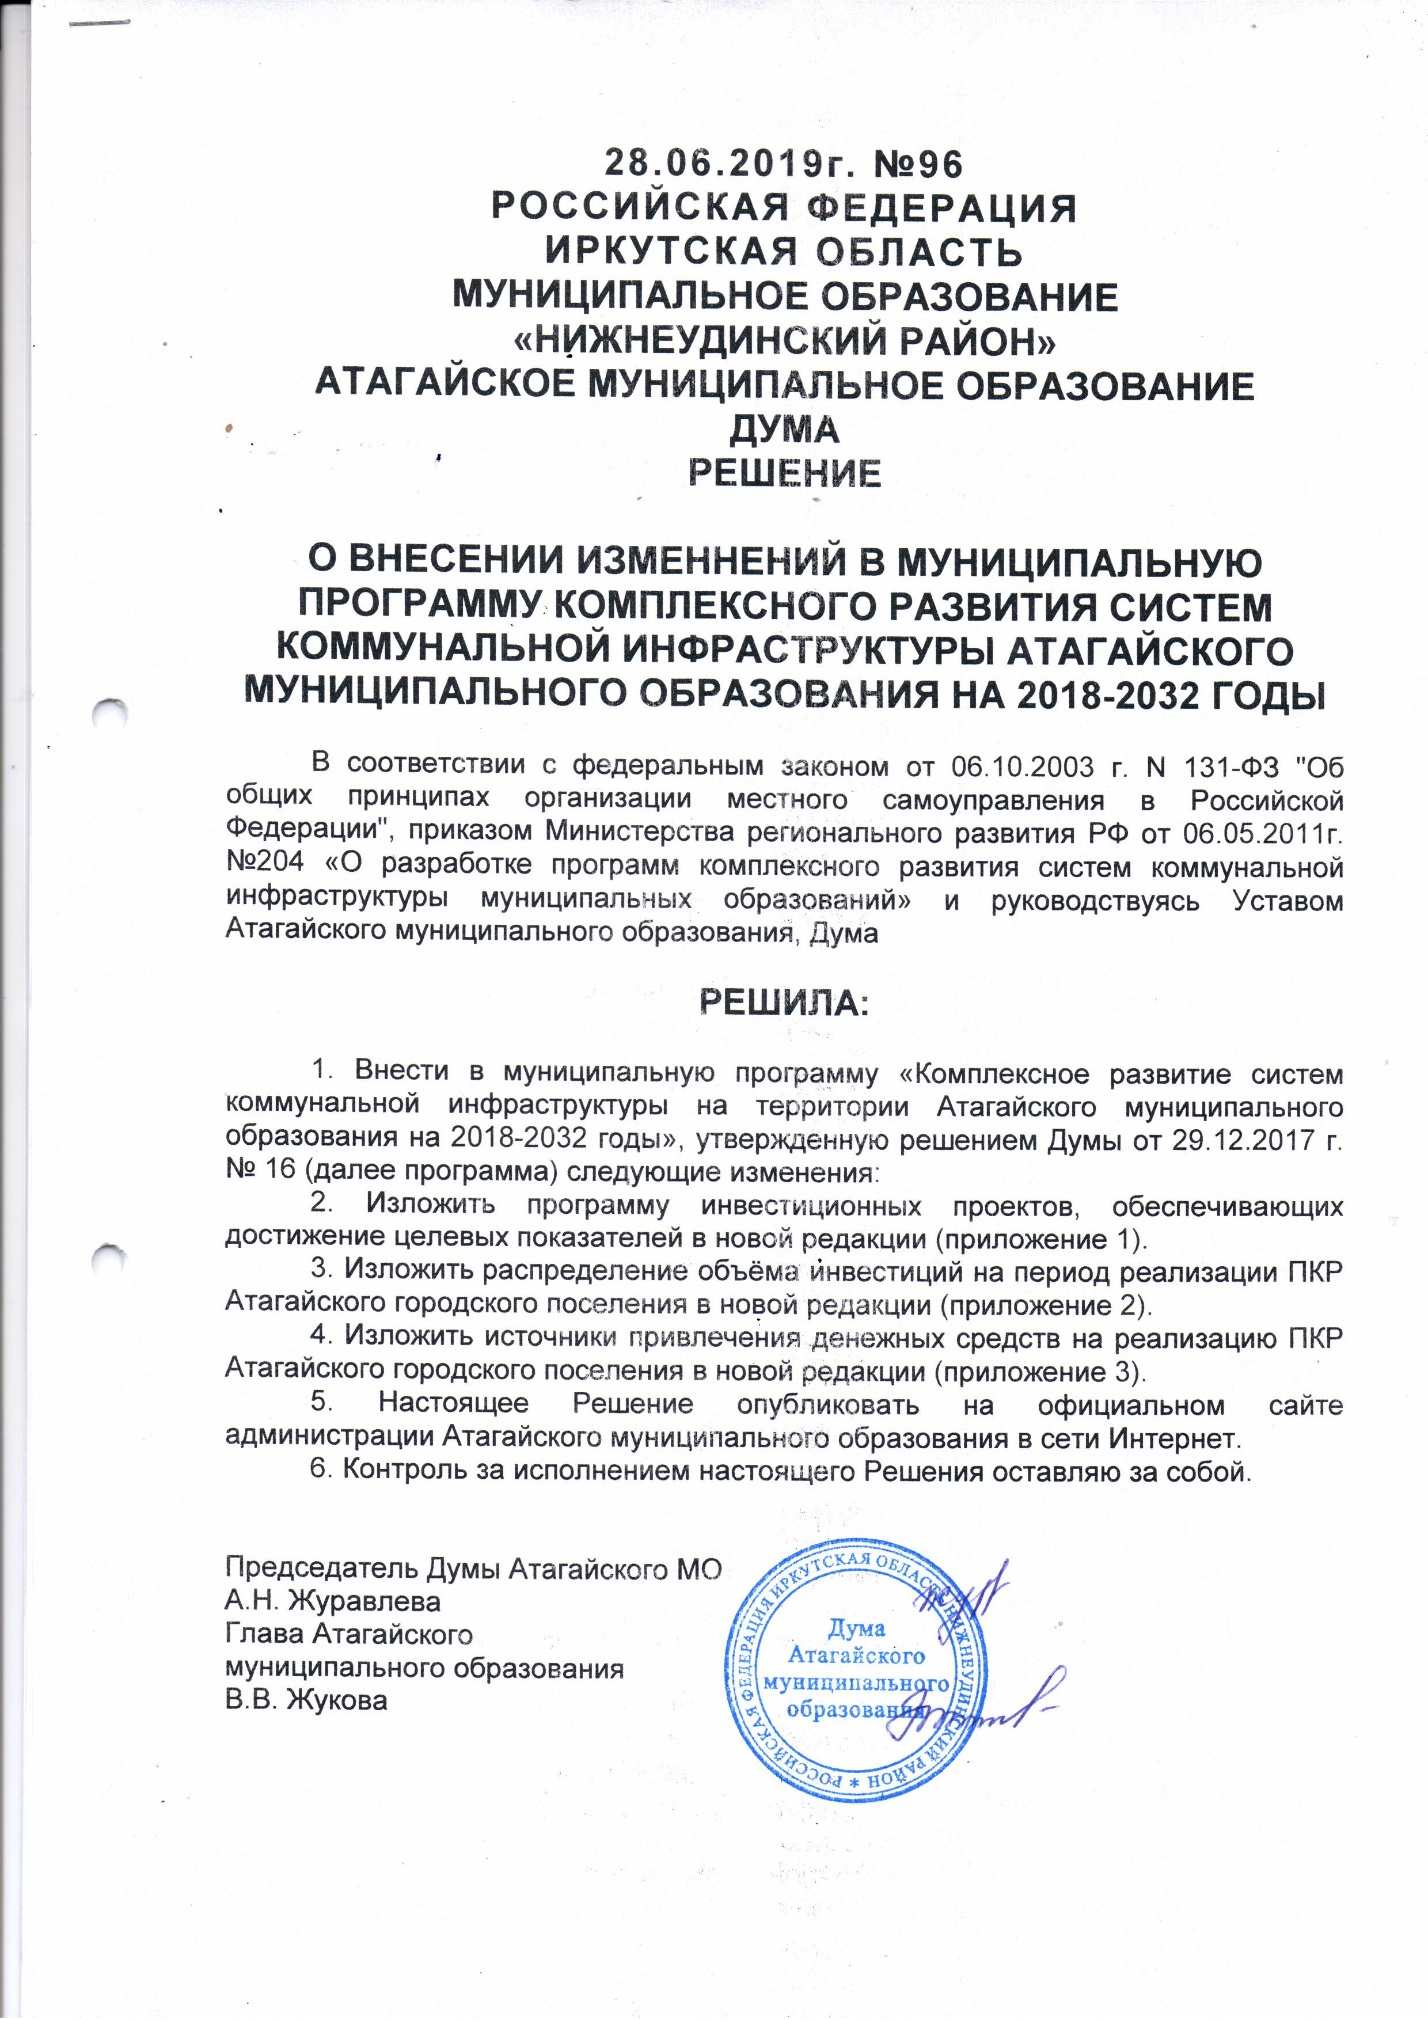 28.06.2019г. №96
РОССИЙСКАЯ ФЕДЕРАЦИЯ
ИРКУТСКАЯ ОБЛАСТЬ
МУНИЦИПАЛЬНОЕ ОБРАЗОВАНИЕ
«НИЖНЕУДИНСКИЙ РАЙОН»
АТАГАЙСКОЕ МУНИЦИПАЛЬНОЕ ОБРАЗОВАНИЕ
ДУМА
РЕШЕНИЕ
О ВНЕСЕНИИ ИЗМЕННЕНИЙ В МУНИЦИПАЛЬНУЮ
ПРОГРАММУ КОМПЛЕКСНОГО РАЗВИТИЯ СИСТЕМ
КОММУНАЛЬНОЙ ИНФРАСТРУКТУРЫ АТАГАЙСКОГО
МУНИЦИПАЛЬНОГО ОБРАЗОВАНИЯ НА 2018-2032 ГОДЫ
В соответствии с федеральным законом от 06.10.2003 г. N 131-ФЗ "Об
общих принципах организации местного самоуправления в Российской
Федерации", приказом Министерства регионального развития РФ от 06.05.2011г.
№204 «О разработке программ комплексного развития систем коммунальной
инфраструктуры муниципальных образований» и руководствуясь Уставом
Атагайского муниципального образования, Дума
РЕШИЛА:
1. Внести в муниципальную программу «Комплексное развитие систем
коммунальной инфраструктуры на территории Атагайского муниципального
образования на 2018-2032 годы», утвержденную решением Думы от 29.12.2017 г.
№ 16 (далее программа) следующие изменения:
2. Изложить программу инвестиционных проектов, обеспечивающих
достижение целевых показателей в новой редакции (приложение 1).
3. Изложить распределение объёма инвестиций на период реализации ПКР
Атагайского городского поселения в новой редакции (приложение 2).
4. Изложить источники привлечения денежных средств на реализацию ПКР
Атагайского городского поселения в новой редакции (приложение 3).
5. Настоящее Решение опубликовать на официальном сайте
администрации Атагайского муниципального образования в сети Интернет.
6. Контроль за исполнением настоящего Решения оставляю за собой.
Председатель Думы Атагайского МО
А.Н. Журавлева
Глава Атагайского
муниципального образования
В.В. Жукова
РОССИЙСКАЯ ФЕДЕРАЦИЯ ИРКУТСКАЯ ОБЛАСТЬ НИЖНЕУДИНСКИЙ РАЙОН *
Дума
Атагайского
муниципального
образования